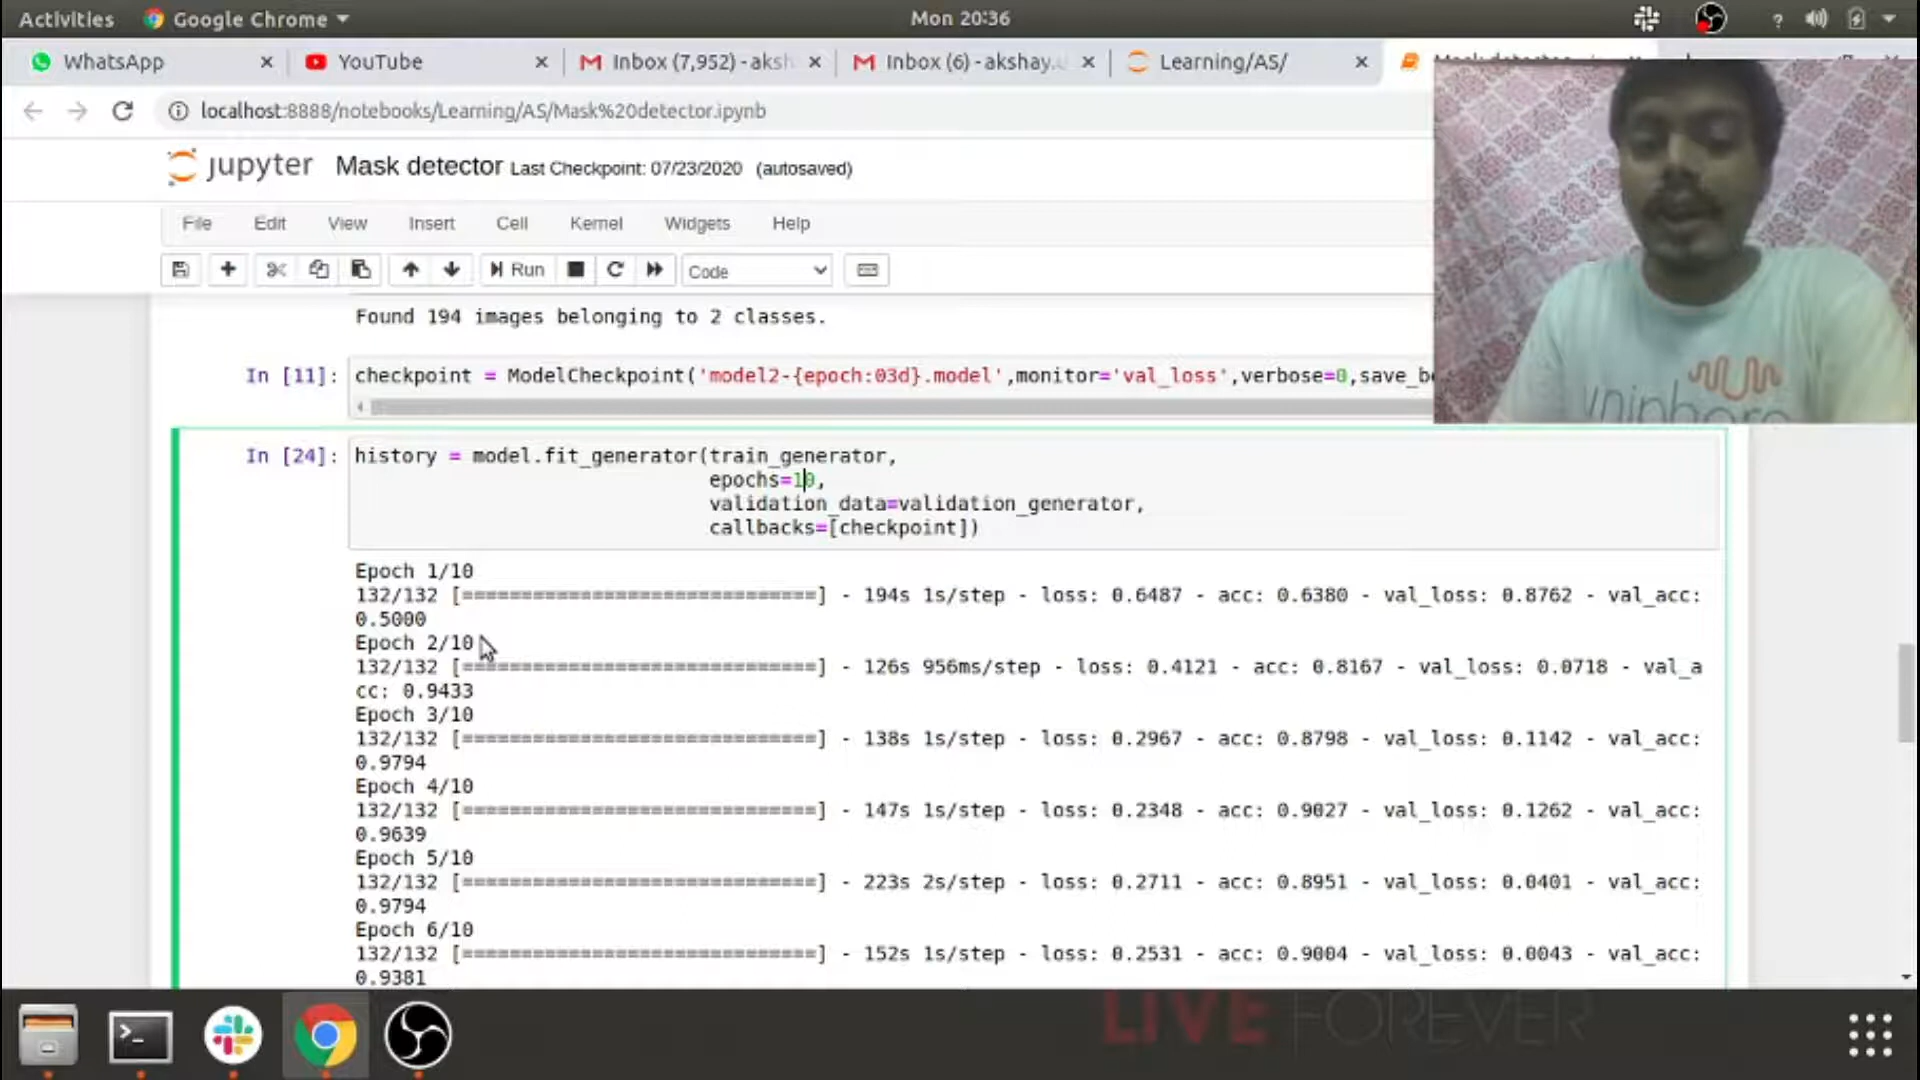 Activities
Google Chrome
Mon 20:36
?
WhatsApp
YouTube
Inbox (7,952) - aksh
Inbox (6) - akshay.
Learning/AS/
localhost:8888/notebooks/Learning/AS/Mask%20detector.ipynb
jupyter
Mask detector
Last Checkpoint: 07/23/2020
(autosaved)
File
Edit
View
Insert
Cell
Kernel
Widgets
Help
Run
Code
Found 194 images belonging to 2 classes.
In [11]:
checkpoint = ModelCheckpoint('model2-{epoch:03d}.model',monitor='val_loss',verbose=0,save_b
In [24]:
history = model.fit_generator(train_generator,
epochs=10,
validation_data=validation_generator,
callbacks=[checkpoint])
Epoch 1/10
132/132 [==============================] - 194s 1s/step - loss: 0.6487 - acc: 0.6380 - val_loss: 0.8762 - val_acc:
0.5000
Epoch 2/10
132/132 [==============================] - 126s 956ms/step - loss: 0.4121 - acc: 0.8167 - val_loss: 0.0718 - val_a
cc: 0.9433
Epoch 3/10
132/132 [==============================] - 138s 1s/step - loss: 0.2967 - acc: 0.8798 - val_loss: 0.1142 - val_acc:
0.9794
Epoch 4/10
132/132 [==============================] - 147s 1s/step - loss: 0.2348 - acc: 0.9027 - val_loss: 0.1262 - val_acc:
0.9639
Epoch 5/10
132/132 [==============================] - 223s 2s/step - loss: 0.2711 - acc: 0.8951 - val_loss: 0.0401 - val_acc:
0.9794
Epoch 6/10
132/132 [==============================] - 152s 1s/step - loss: 0.2531 - acc: 0.9004 - val_loss: 0.0043 - val_acc:
0.9381
LIVE FOREVER